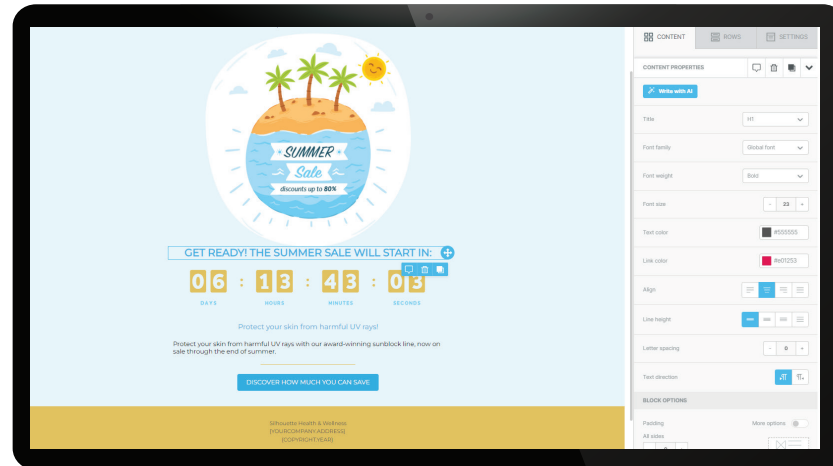 SUMMER
Sale
discounts up to 80%
GET READY! THE SUMMER SALE WILL START IN:
06 : 13 : 43 : 03
DAYS HOURS MINUTES SECONDS
Protect your skin from harmful UV rays!
Protect your skin from harmful UV rays with our award-winning sunblock line, now on
sale through the end of summer.
DISCOVER HOW MUCH YOU CAN SAVE
Silhouette Health & Wellness
[YOURCOMPANY ADDRESS]
[COPYRIGHT YEAR]
CONTENT ROWS SETTINGS
CONTENT PROPERTIES
Write with AI
Title H1
Font family Global font
Font weight Bold
Font size - 23 +
Text color #555555
Link color #e01253
Align
Line height
Letter spacing - 0 +
Text direction
BLOCK OPTIONS
Padding More options
All sides
- 0 +